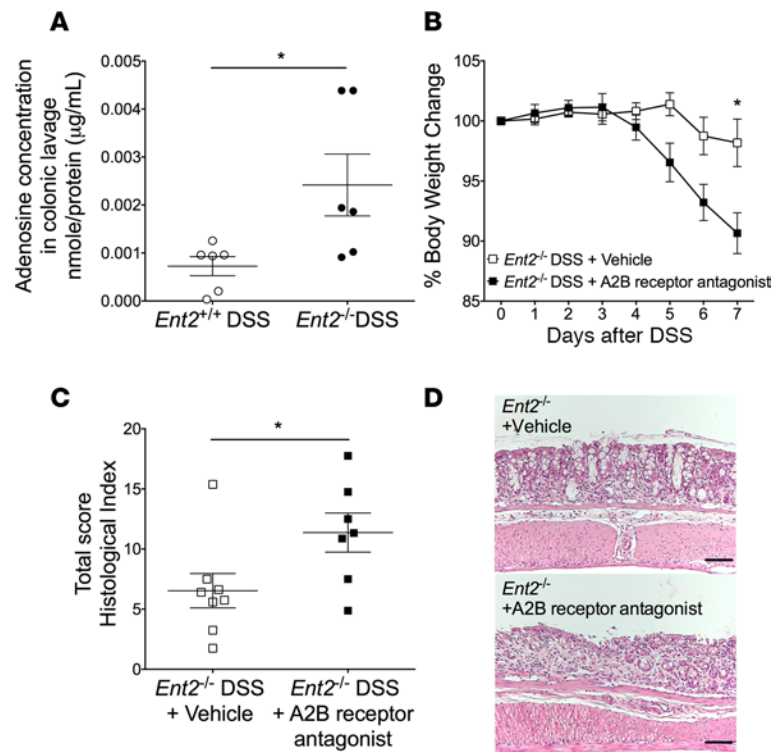 A
Adenosine concentration
in colonic lavage
nmole/protein (μg/mL)
0.005
0.004
0.003
0.002
0.001
0.000
*
Ent2+/+ DSS
Ent2-/-DSS
B
% Body Weight Change
105
100
95
90
85
*
Ent2-/- DSS + Vehicle
Ent2-/- DSS + A2B receptor antagonist
0 1 2 3 4 5 6 7
Days after DSS
C
Total score
Histological Index
20
15
10
5
0
*
Ent2-/- DSS
+ Vehicle
Ent2-/- DSS
+ A2B receptor
antagonist
D
Ent2-/-
+Vehicle
Ent2-/-
+A2B receptor antagonist